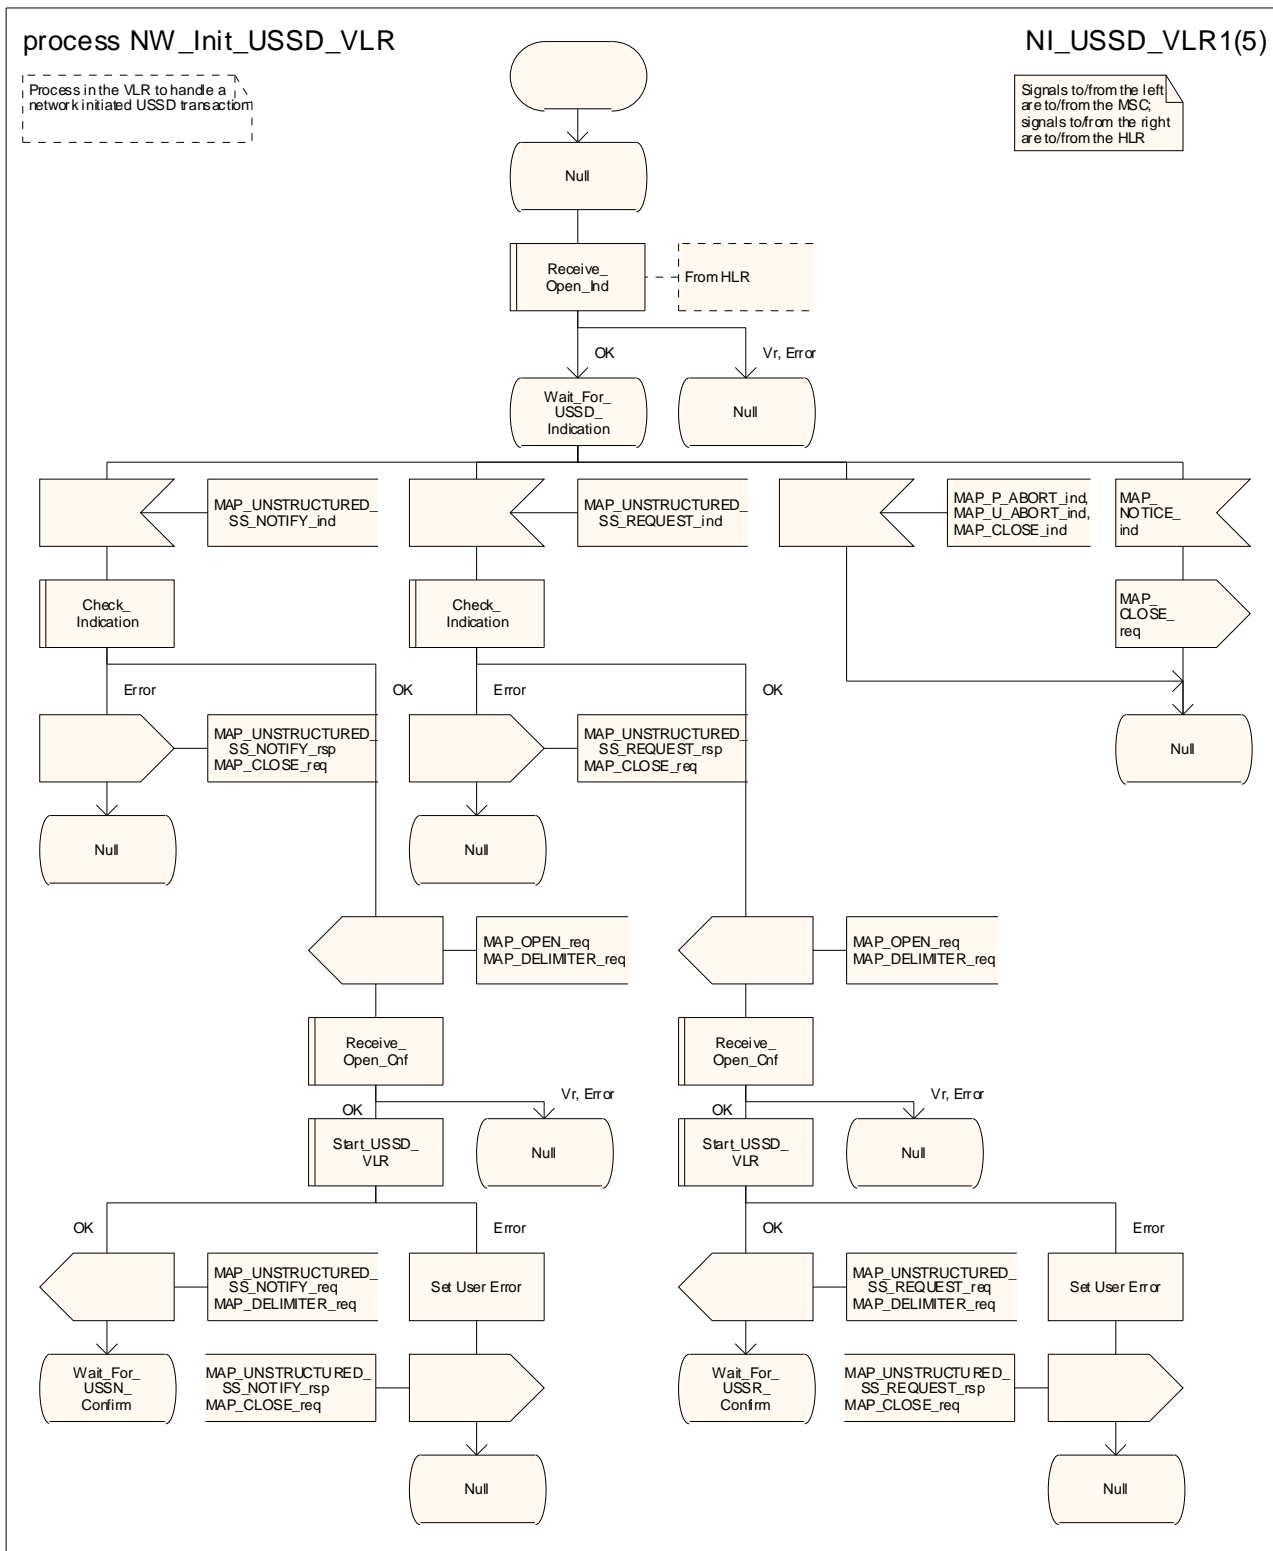 process NW_Init_USSD_VLR
NI_USSD_VLR1(5)
Process in the VLR to handle a
network initiated USSD transaction
Signals to/from the left
are to/from the MSC;
signals to/from the right
are to/from the HLR
Null
Receive_
Open_Ind
From HLR
OK
Vr, Error
Wait_For_
USSD_
Indication
Null
MAP_UNSTRUCTURED_
SS_NOTIFY_ind
MAP_UNSTRUCTURED_
SS_REQUEST_ind
MAP_P_ABORT_ind,
MAP_U_ABORT_ind,
MAP_CLOSE_ind
MAP_
NOTICE_
ind
Check_
Indication
Check_
Indication
MAP_
CLOSE_
req
Error
OK
Error
OK
MAP_UNSTRUCTURED_
SS_NOTIFY_rsp
MAP_CLOSE_req
MAP_UNSTRUCTURED_
SS_REQUEST_rsp
MAP_CLOSE_req
Null
Null
Null
MAP_OPEN_req
MAP_DELIMITER_req
MAP_OPEN_req
MAP_DELIMITER_req
Receive_
Open_Cnf
Receive_
Open_Cnf
OK
Vr, Error
OK
Vr, Error
Start_USSD_
VLR
Null
Start_USSD_
VLR
Null
OK
Error
OK
Error
MAP_UNSTRUCTURED_
SS_NOTIFY_req
MAP_DELIMITER_req
Set User Error
MAP_UNSTRUCTURED_
SS_REQUEST_req
MAP_DELIMITER_req
Set User Error
Wait_For_
USSN_
Confirm
MAP_UNSTRUCTURED_
SS_NOTIFY_rsp
MAP_CLOSE_req
Wait_For_
USSR_
Confirm
MAP_UNSTRUCTURED_
SS_REQUEST_rsp
MAP_CLOSE_req
Null
Null